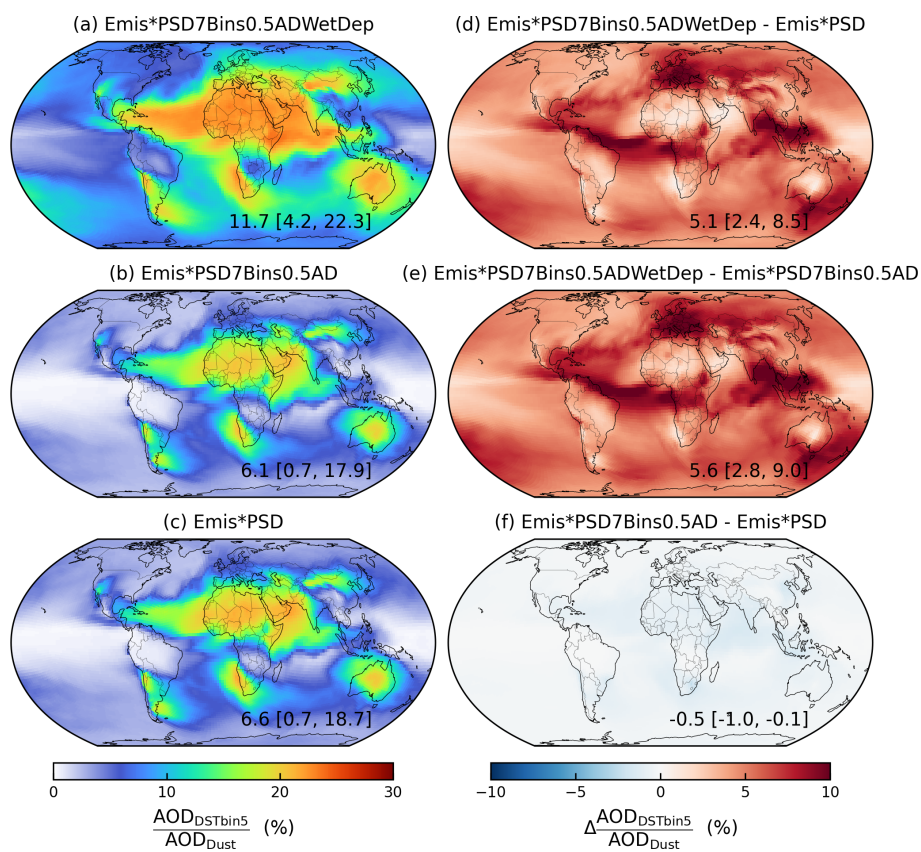 (a) Emis*PSD7Bins0.5ADWetDep
11.7 [4.2, 22.3]
(d) Emis*PSD7Bins0.5ADWetDep - Emis*PSD
5.1 [2.4, 8.5]
(b) Emis*PSD7Bins0.5AD
6.1 [0.7, 17.9]
(e) Emis*PSD7Bins0.5ADWetDep - Emis*PSD7Bins0.5AD
5.6 [2.8, 9.0]
(c) Emis*PSD
6.6 [0.7, 18.7]
(f) Emis*PSD7Bins0.5AD - Emis*PSD
-0.5 [-1.0, -0.1]
0 10 20 30
AOD_DSTbin5
AOD_Dust (%)
−10 −5 0 5 10
Δ AOD_DSTbin5
AOD_Dust (%)